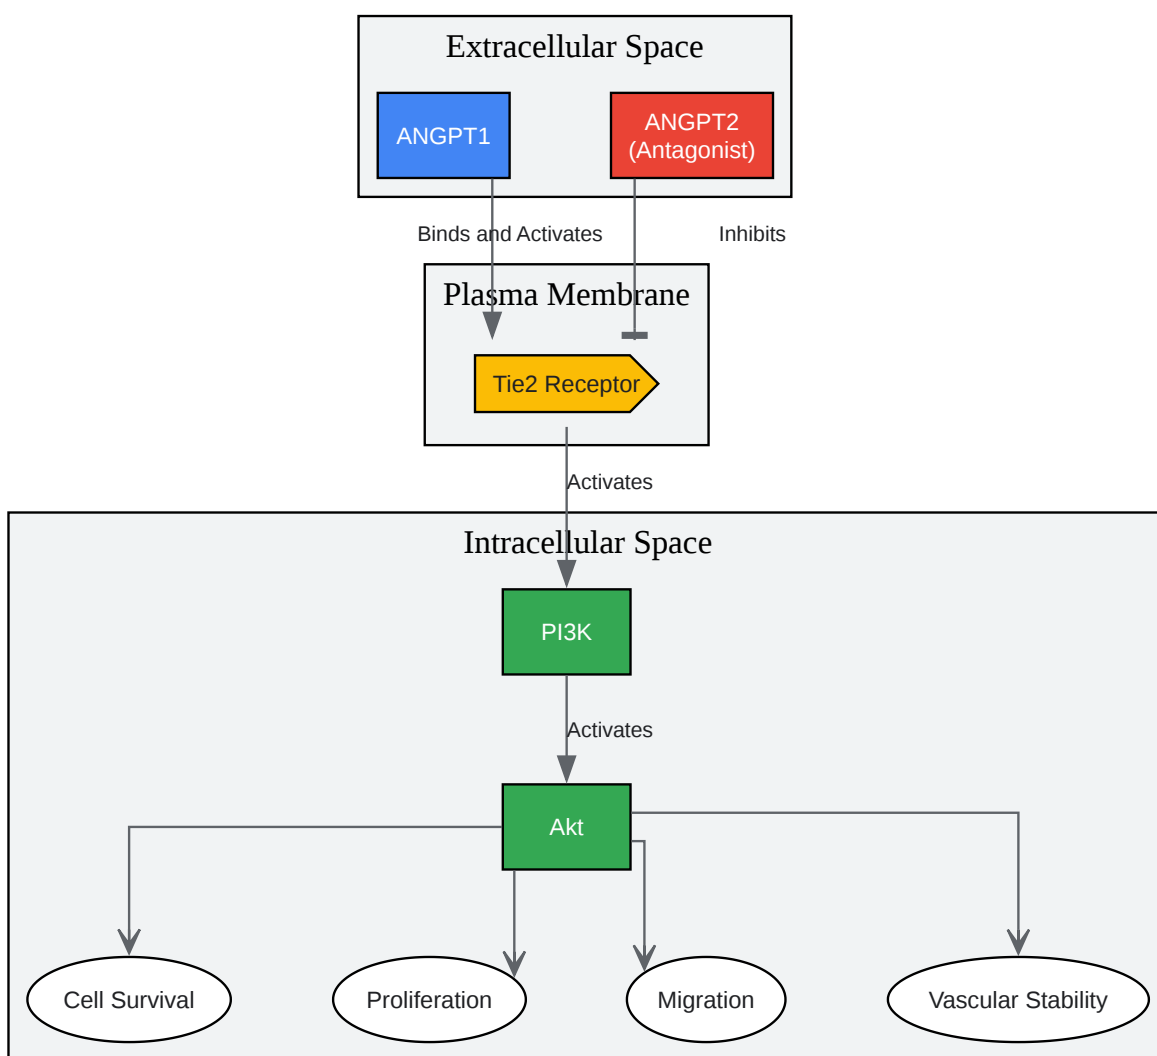 Extracellular Space
ANGPT1
ANGPT2
(Antagonist)
Binds and Activates
Inhibits
Plasma Membrane
Tie2 Receptor
Activates
Intracellular Space
PI3K
Activates
Akt
Cell Survival
Proliferation
Migration
Vascular Stability